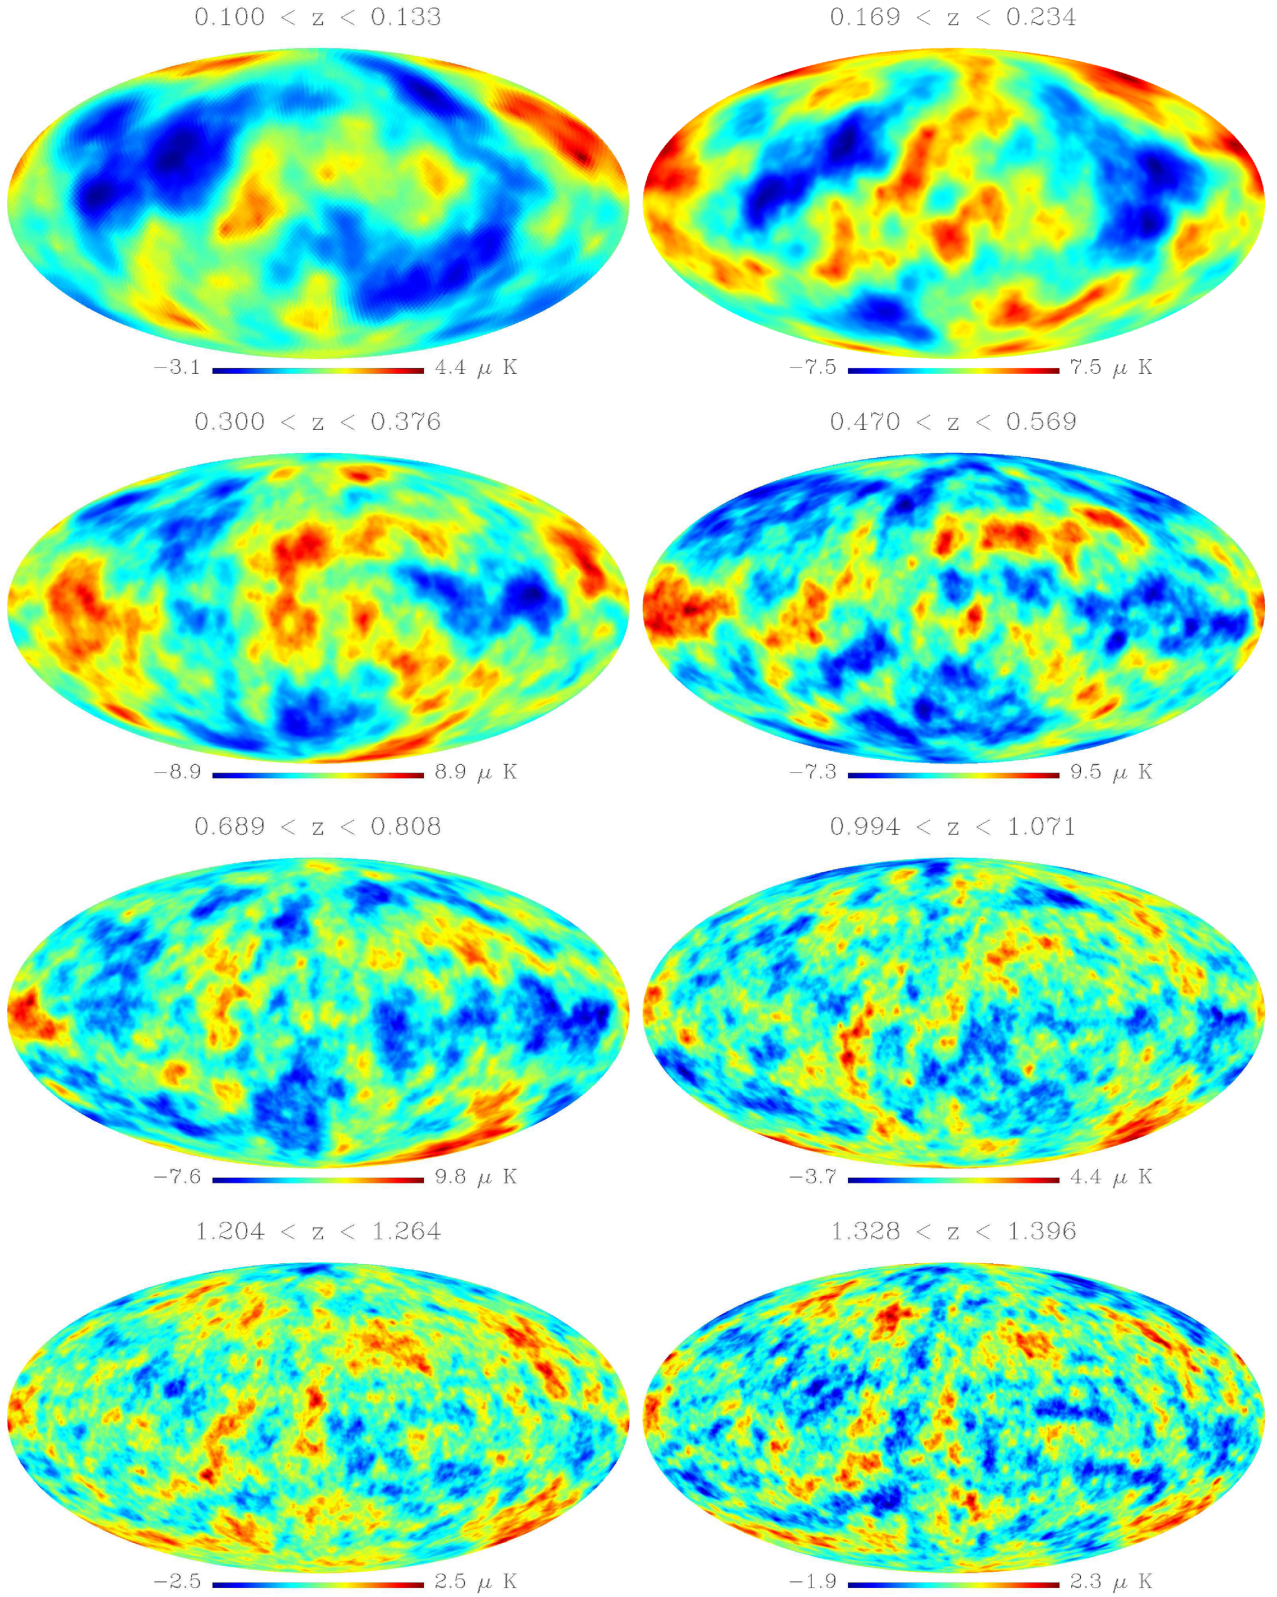 0.100 < z < 0.133
0.169 < z < 0.234
−3.1 4.4 μ K
−7.5 7.5 μ K
0.300 < z < 0.376
0.470 < z < 0.569
−8.9 8.9 μ K
−7.3 9.5 μ K
0.689 < z < 0.808
0.994 < z < 1.071
−7.6 9.8 μ K
−3.7 4.4 μ K
1.204 < z < 1.264
1.328 < z < 1.396
−2.5 2.5 μ K
−1.9 2.3 μ K